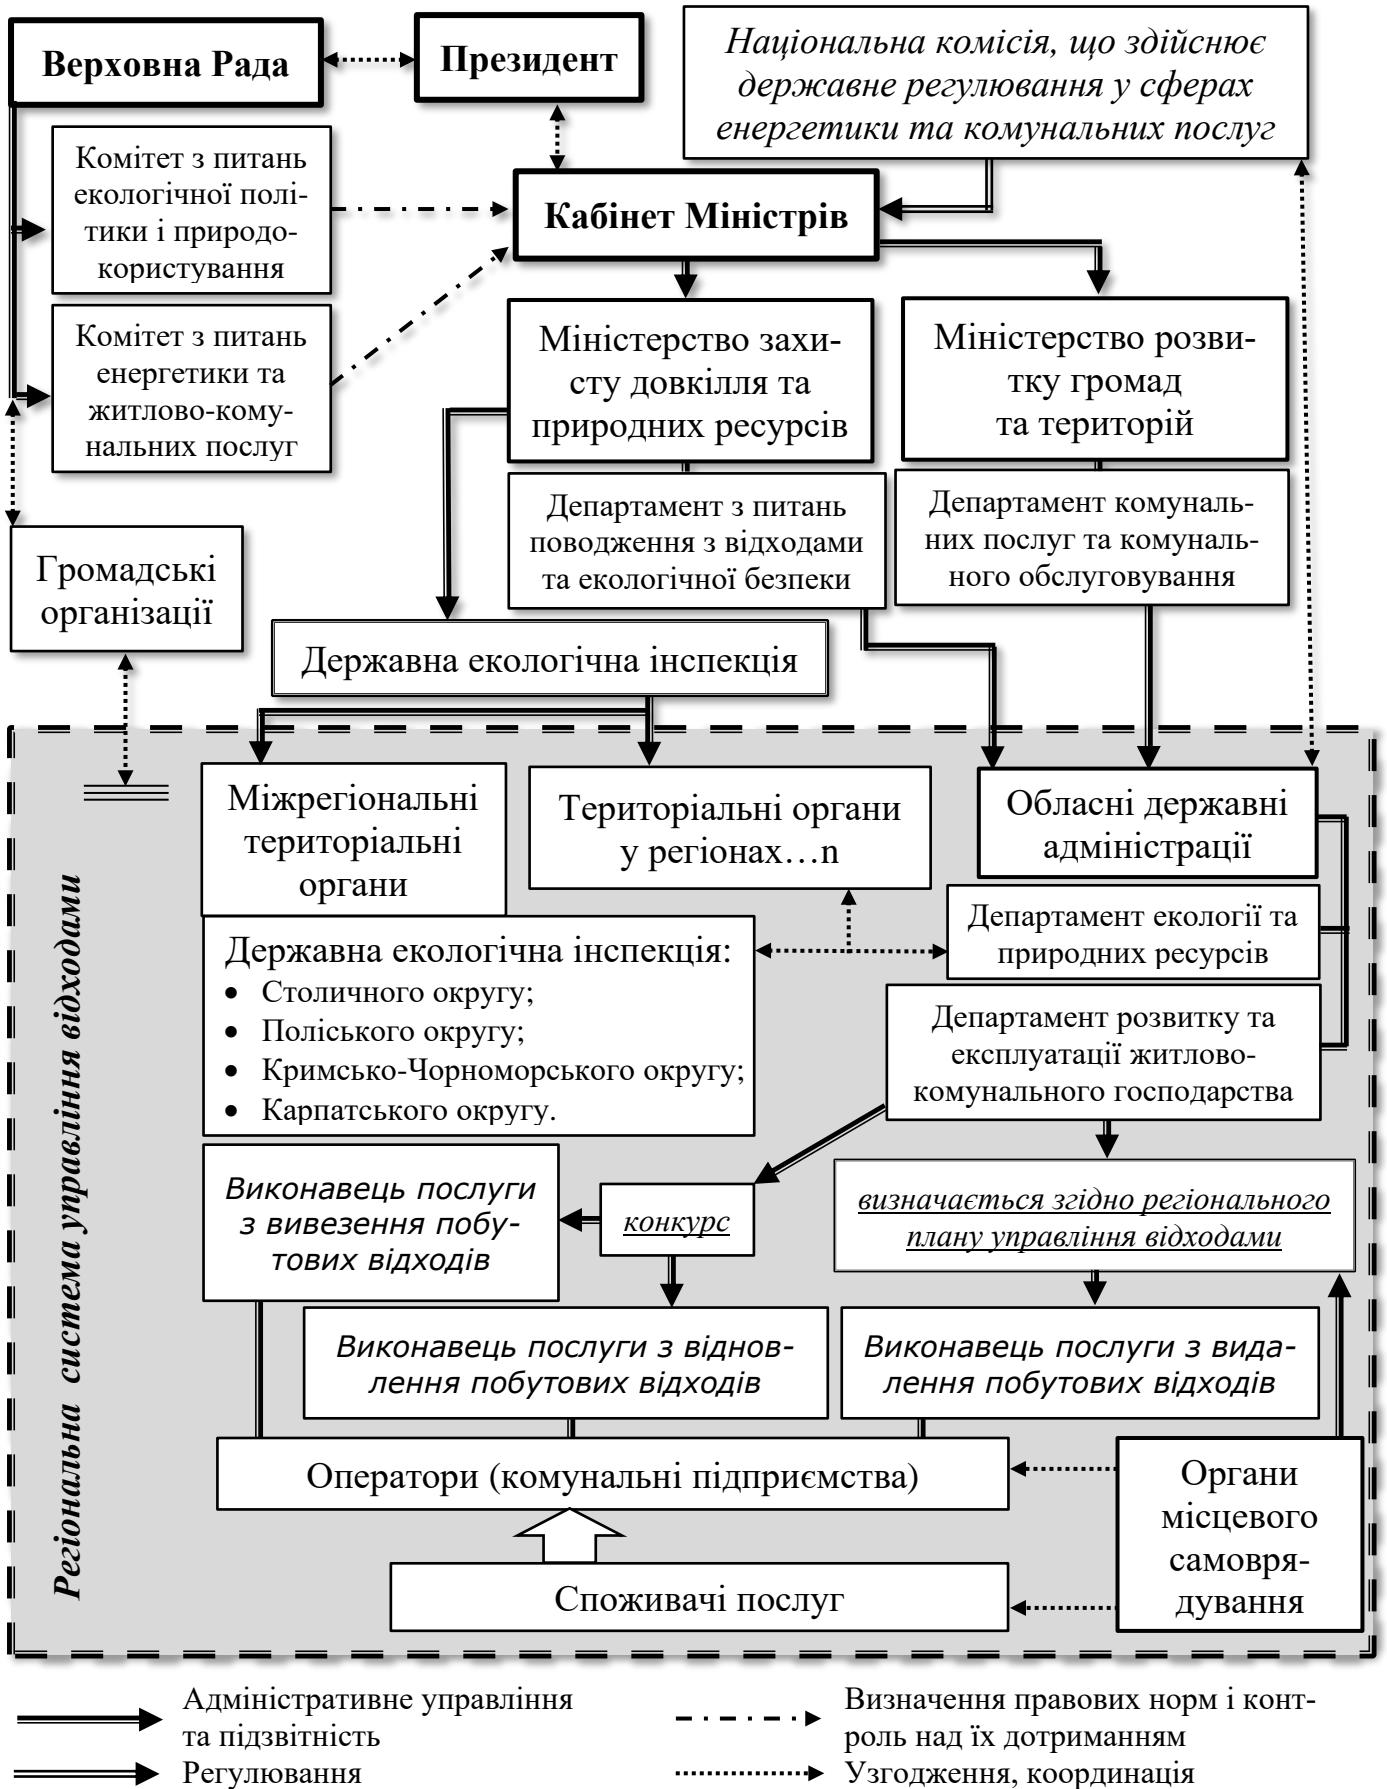 Верховна Рада
Президент
Національна комісія, що здійснює
державне регулювання у сферах
енергетики та комунальних послуг
Комітет з питань
екологічної полі-
тики і природо-
користування
Кабінет Міністрів
Комітет з питань
енергетики та
житлово-кому-
нальних послуг
Міністерство захи-
сту довкілля та
природних ресурсів
Міністерство розви-
тку громад
та територій
Департамент з питань
поводження з відходами
та екологічної безпеки
Департамент комуналь-
них послуг та комуналь-
ного обслуговування
Громадські
організації
Державна екологічна інспекція
Регіональна система управління відходами
Міжрегіональні
територіальні
органи
Територіальні органи
у регіонах…n
Обласні державні
адміністрації
Державна екологічна інспекція:
• Столичного округу;
• Поліського округу;
• Кримсько-Чорноморського округу;
• Карпатського округу.
Департамент екології та
природних ресурсів
Департамент розвитку та
експлуатації житлово-
комунального господарства
Виконавець послуги
з вивезення побу-
тових відходів
конкурс
визначається згідно регіонального
плану управління відходами
Виконавець послуги з віднов-
лення побутових відходів
Виконавець послуги з вида-
лення побутових відходів
Оператори (комунальні підприємства)
Органи
місцевого
самовря-
дування
Споживачі послуг
Адміністративне управління
та підзвітність
Регулювання
Визначення правових норм і конт-
роль над їх дотриманням
Узгодження, координація